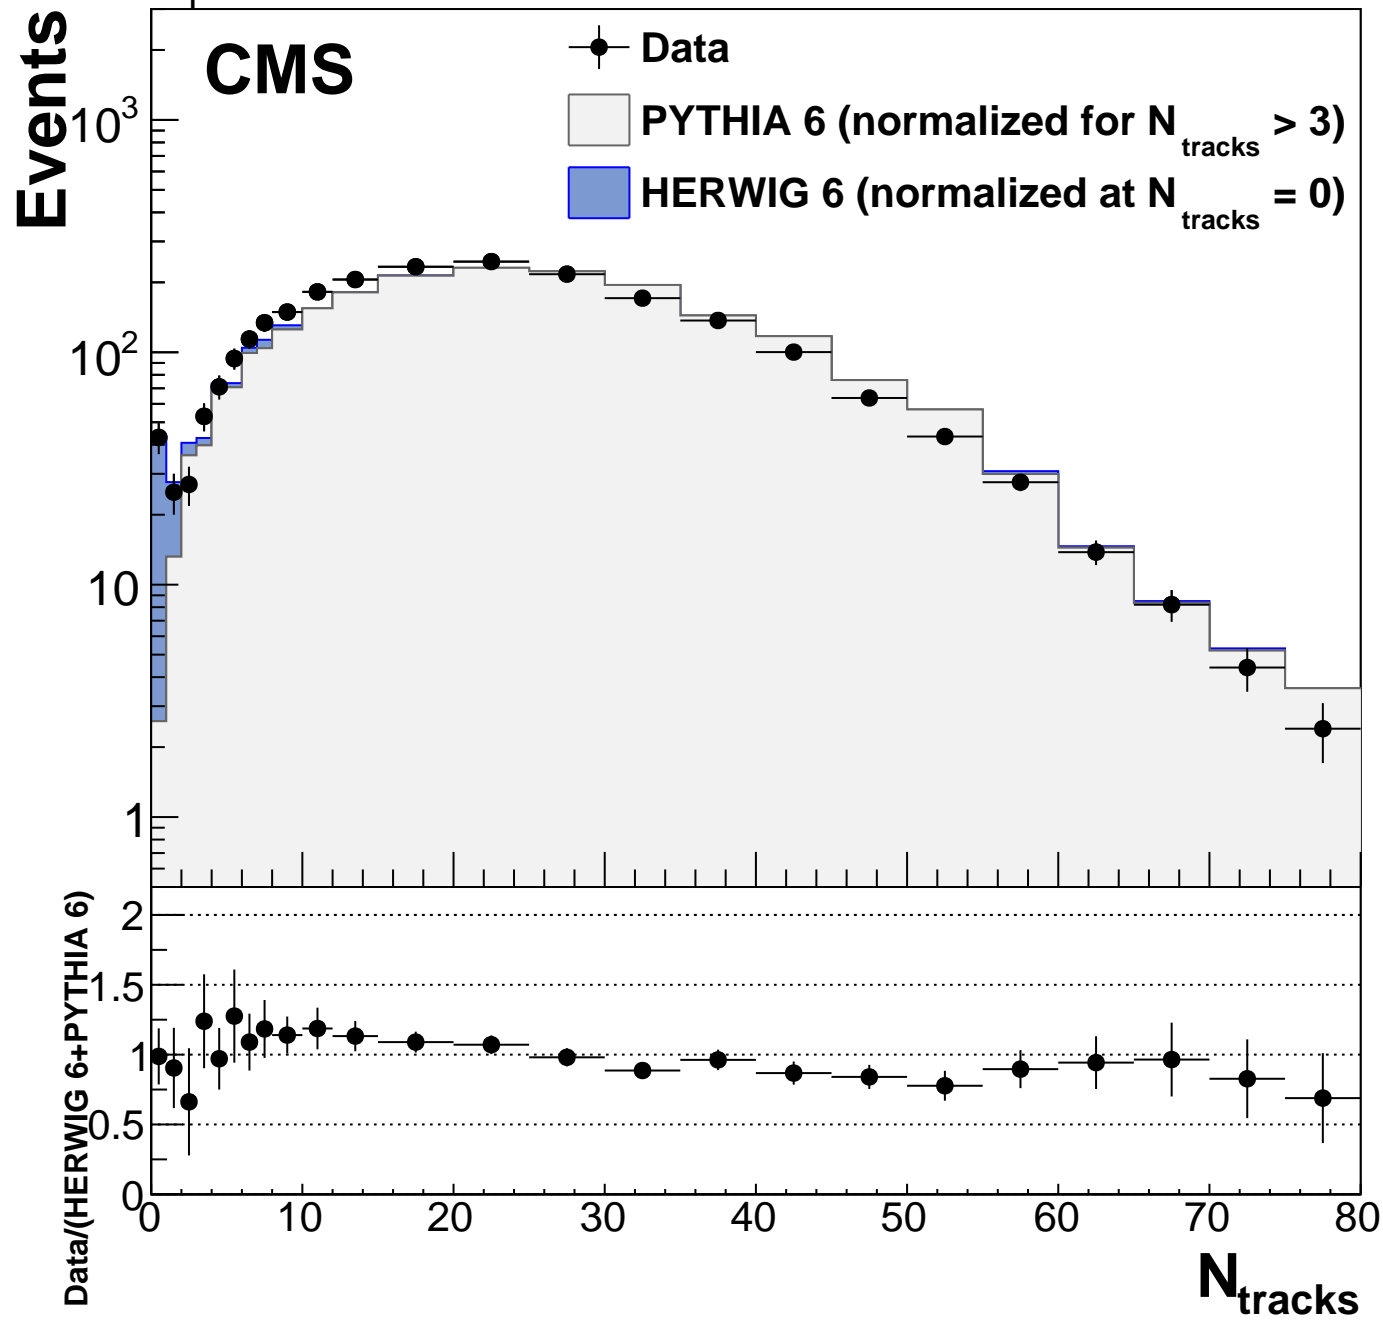 CMS
Data
PYTHIA 6 (normalized for N tracks > 3)
HERWIG 6 (normalized at N tracks = 0)
Events
10³
10²
10
1
Data/(HERWIG 6+PYTHIA 6)
2
1.5
1
0.5
0
0 10 20 30 40 50 60 70 80
Ntracks